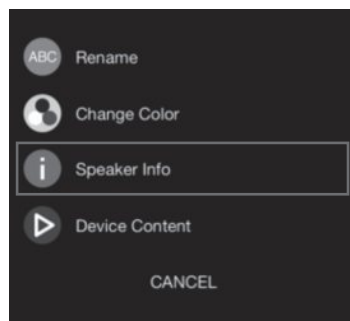 ABC Rename
Change Color
i Speaker Info
Device Content
CANCEL